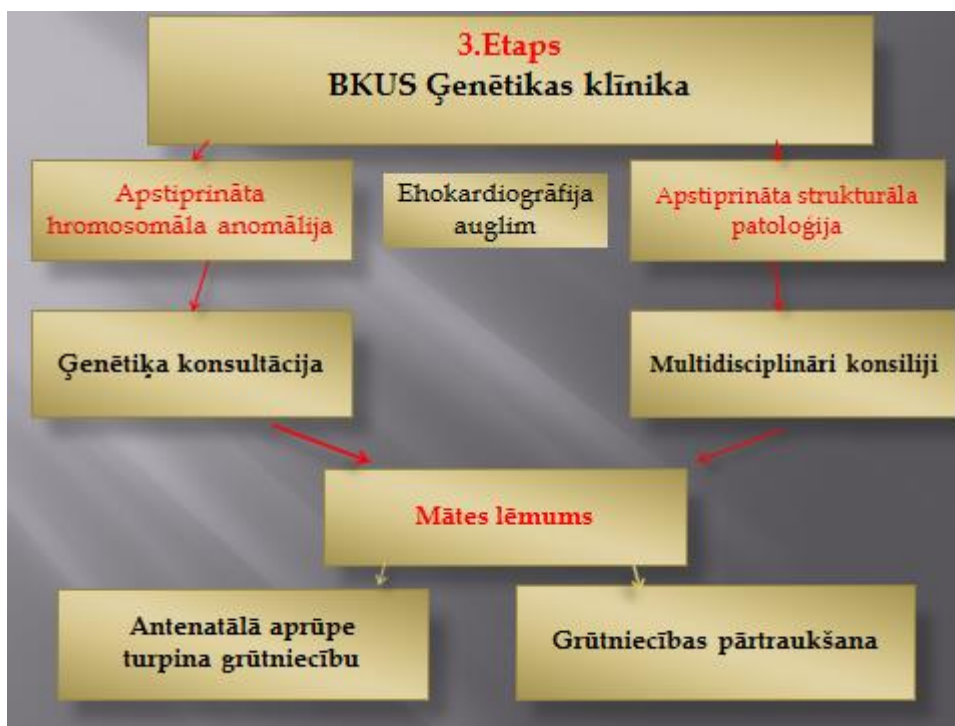 3.Etaps
BKUS Ģenētikas klīnika
Apstiprināta
hromosomāla anomālija
Ehokardiogrāfija
auglim
Apstiprināta strukturāla
patoloģija
Ģenētiķa konsultācija
Multidisciplināri konsiliji
Mātes lēmums
Antenatālā aprūpe
turpina grūtniecību
Grūtniecības pārtraukšana